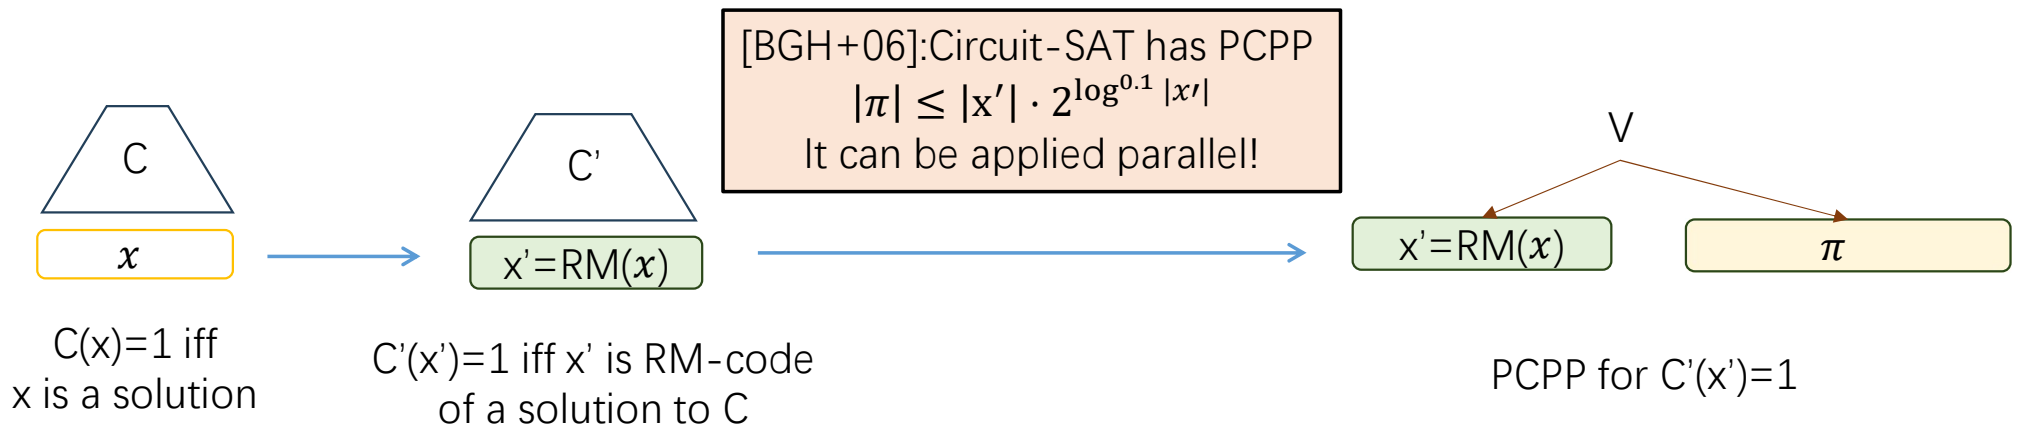 [BGH+06]:Circuit-SAT has PCPP
|π| ≤ |x′| · 2^{log^{0.1} |x′|}
It can be applied parallel!
C
x
C(x)=1 iff
x is a solution
C'
x'=RM(x)
C'(x')=1 iff x' is RM-code
of a solution to C
V
x'=RM(x)
π
PCPP for C'(x')=1